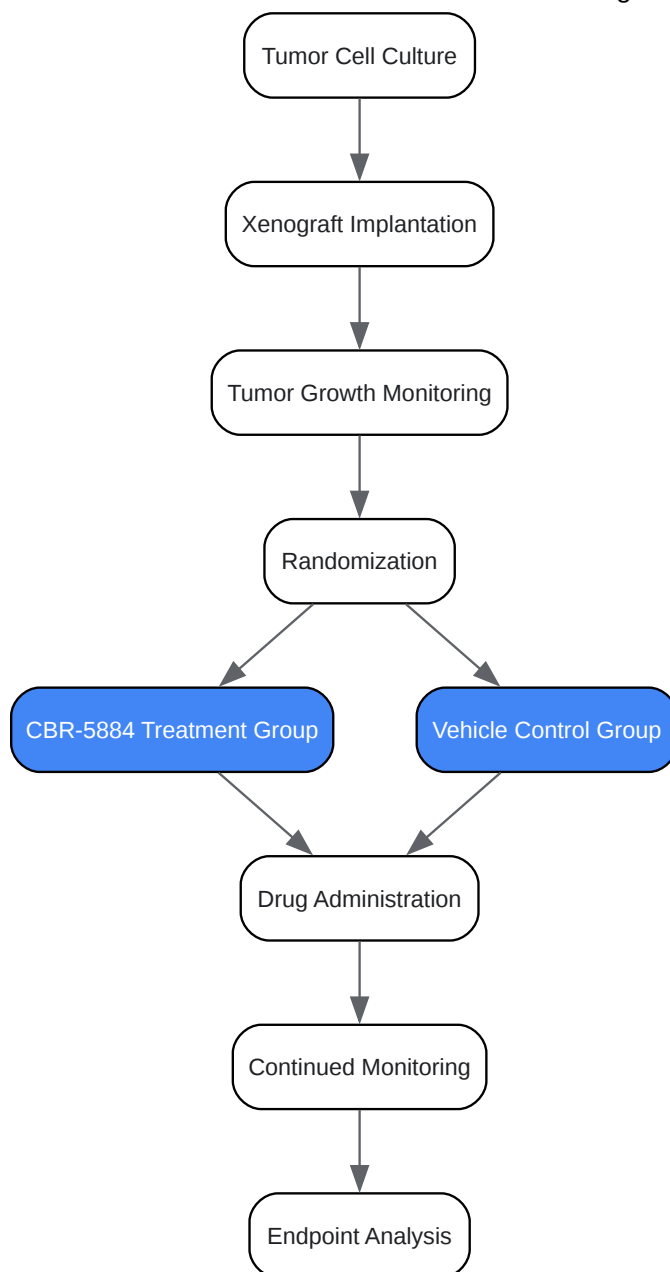 Tumor Cell Culture
Xenograft Implantation
Tumor Growth Monitoring
Randomization
CBR-5884 Treatment Group
Vehicle Control Group
Drug Administration
Continued Monitoring
Endpoint Analysis